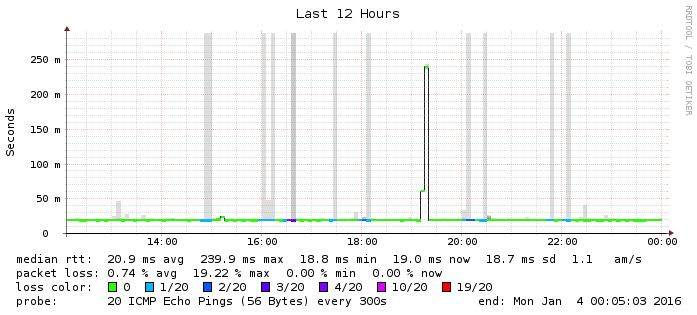 Last 12 Hours
RRDTOOL / TOBI OETIKER
Seconds
250 m
200 m
150 m
100 m
50 m
0
14:00 16:00 18:00 20:00 22:00 00:00
median rtt: 20.9 ms avg 239.9 ms max 18.8 ms min 19.0 ms now 18.7 ms sd 1.1 am/s
packet loss: 0.74 % avg 19.22 % max 0.00 % min 0.00 % now
loss color: 0 1/20 2/20 3/20 4/20 10/20 19/20
probe: 20 ICMP Echo Pings (56 Bytes) every 300s end: Mon Jan 4 00:05:03 2016